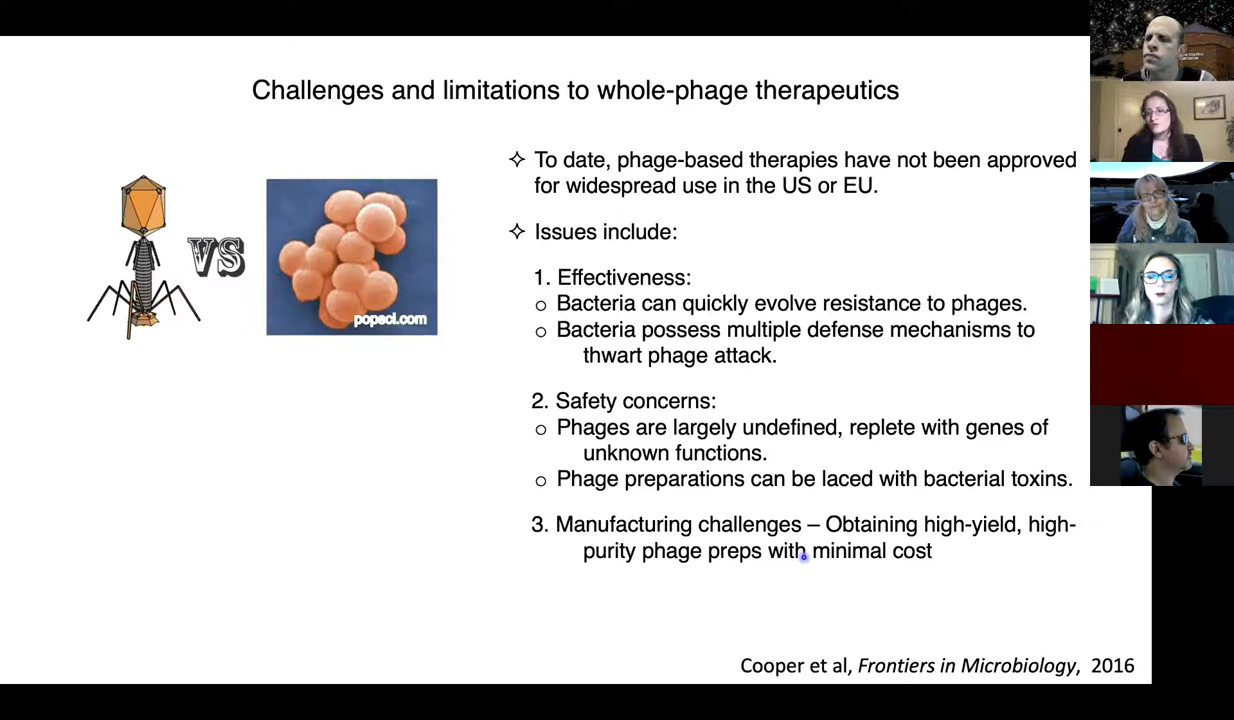 Challenges and limitations to whole-phage therapeutics
✧ To date, phage-based therapies have not been approved
for widespread use in the US or EU.
✧ Issues include:
1. Effectiveness:
o Bacteria can quickly evolve resistance to phages.
o Bacteria possess multiple defense mechanisms to
thwart phage attack.
2. Safety concerns:
o Phages are largely undefined, replete with genes of
unknown functions.
o Phage preparations can be laced with bacterial toxins.
3. Manufacturing challenges – Obtaining high-yield, high-
purity phage preps with minimal cost
VS
popsci.com
Cooper et al, Frontiers in Microbiology, 2016